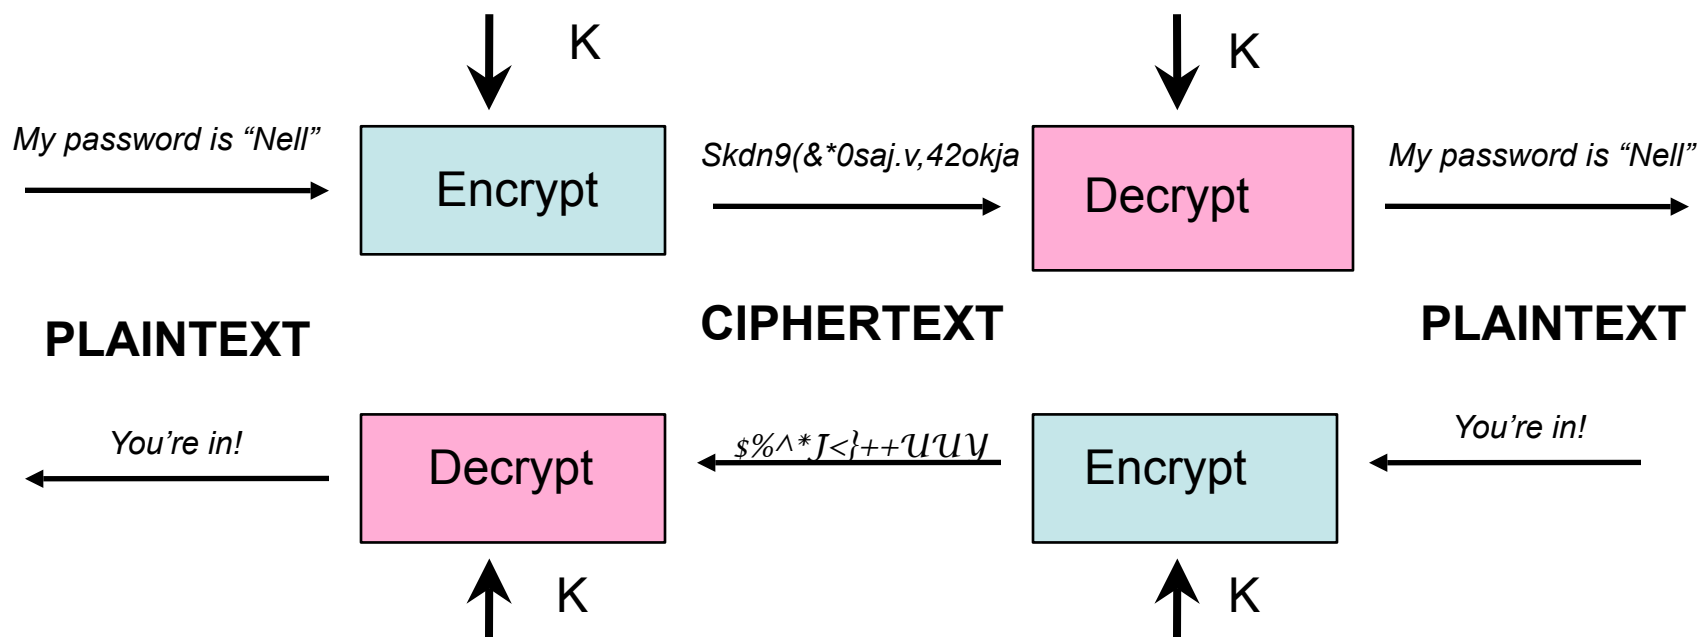 K
K
My password is “Nell”
Encrypt
Skdn9(&*0saj.v,42okja
Decrypt
My password is “Nell”
PLAINTEXT
CIPHERTEXT
PLAINTEXT
You’re in!
Decrypt
$%^*J<}++UUY
Encrypt
You’re in!
K
K